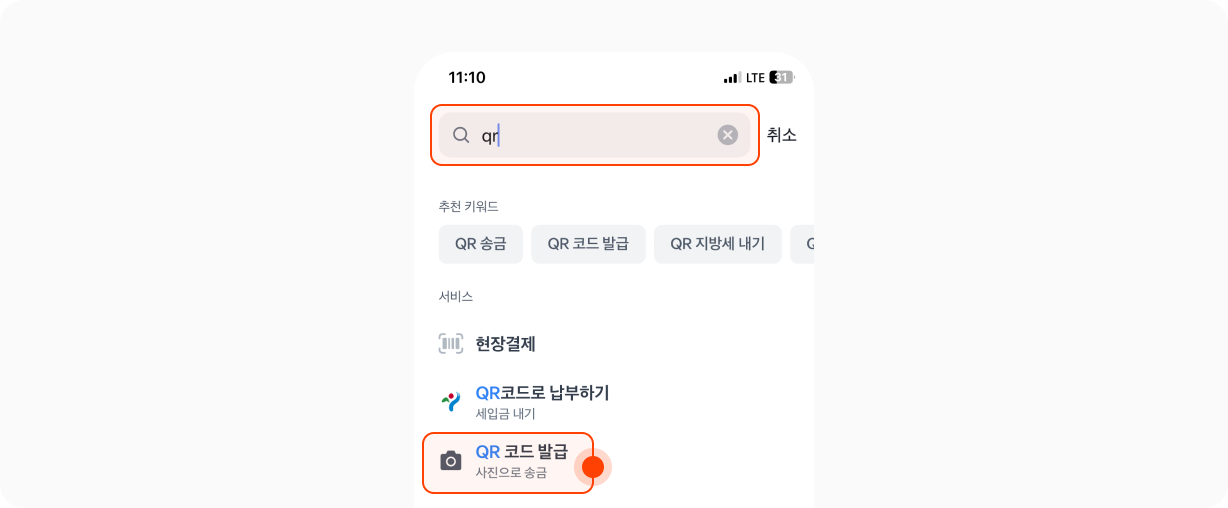 11:10 LTE 31
qr 취소
추천 키워드
QR 송금 QR 코드 발급 QR 지방세 내기
서비스
현장결제
QR코드로 납부하기
세입금 내기
QR 코드 발급
사진으로 송금